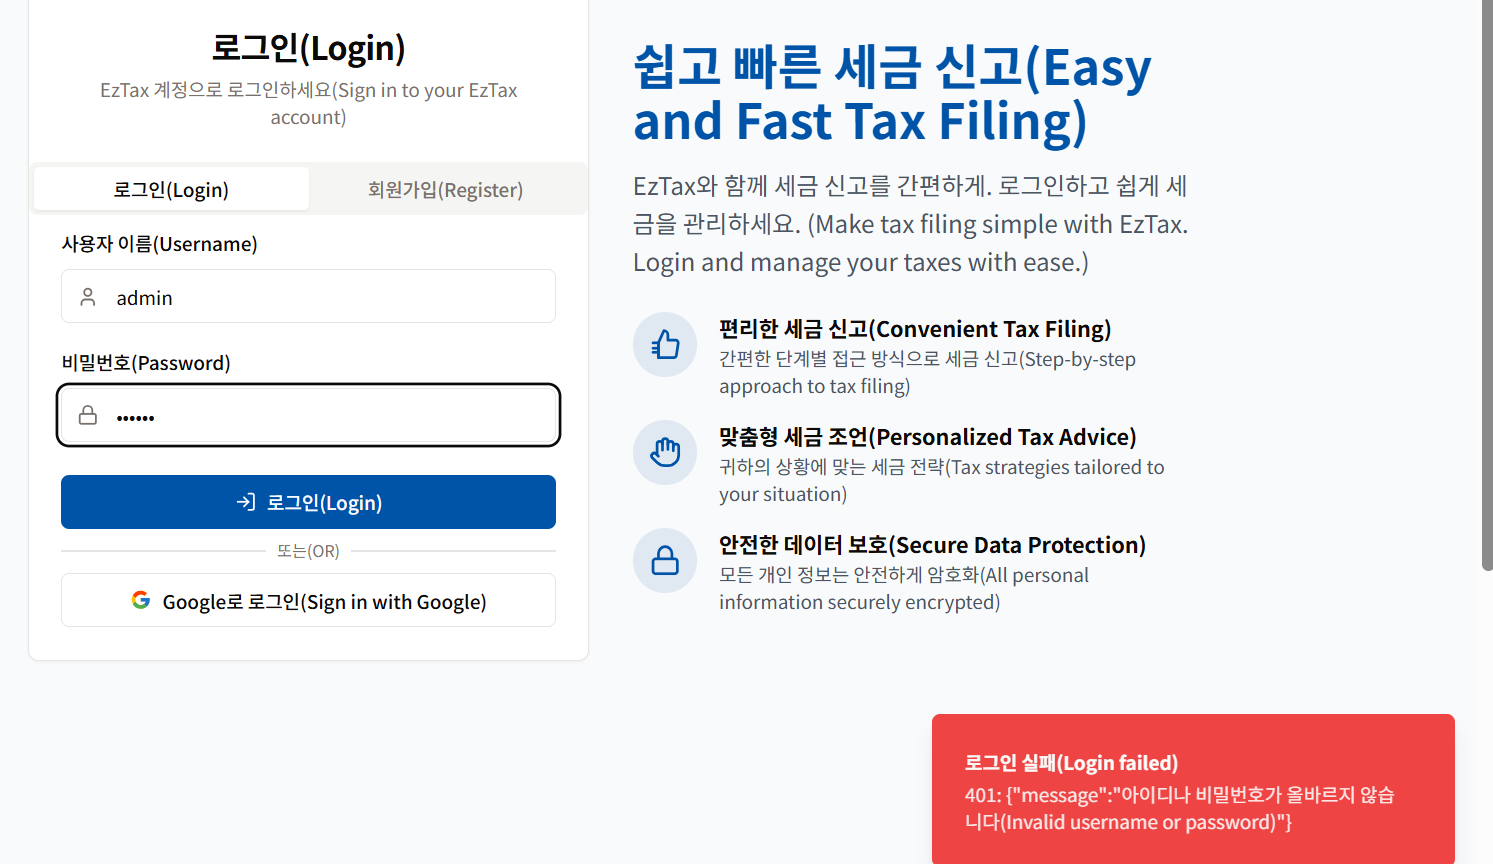 로그인(Login)
EzTax 계정으로 로그인하세요(Sign in to your EzTax
account)
로그인(Login)
회원가입(Register)
사용자 이름(Username)
admin
비밀번호(Password)
••••••
로그인(Login)
또는(OR)
Google로 로그인(Sign in with Google)
쉽고 빠른 세금 신고(Easy
and Fast Tax Filing)
EzTax와 함께 세금 신고를 간편하게. 로그인하고 쉽게 세
금을 관리하세요. (Make tax filing simple with EzTax.
Login and manage your taxes with ease.)
편리한 세금 신고(Convenient Tax Filing)
간편한 단계별 접근 방식으로 세금 신고(Step-by-step
approach to tax filing)
맞춤형 세금 조언(Personalized Tax Advice)
귀하의 상황에 맞는 세금 전략(Tax strategies tailored to
your situation)
안전한 데이터 보호(Secure Data Protection)
모든 개인 정보는 안전하게 암호화(All personal
information securely encrypted)
로그인 실패(Login failed)
401: {"message":"아이디나 비밀번호가 올바르지 않습
니다(Invalid username or password)"}